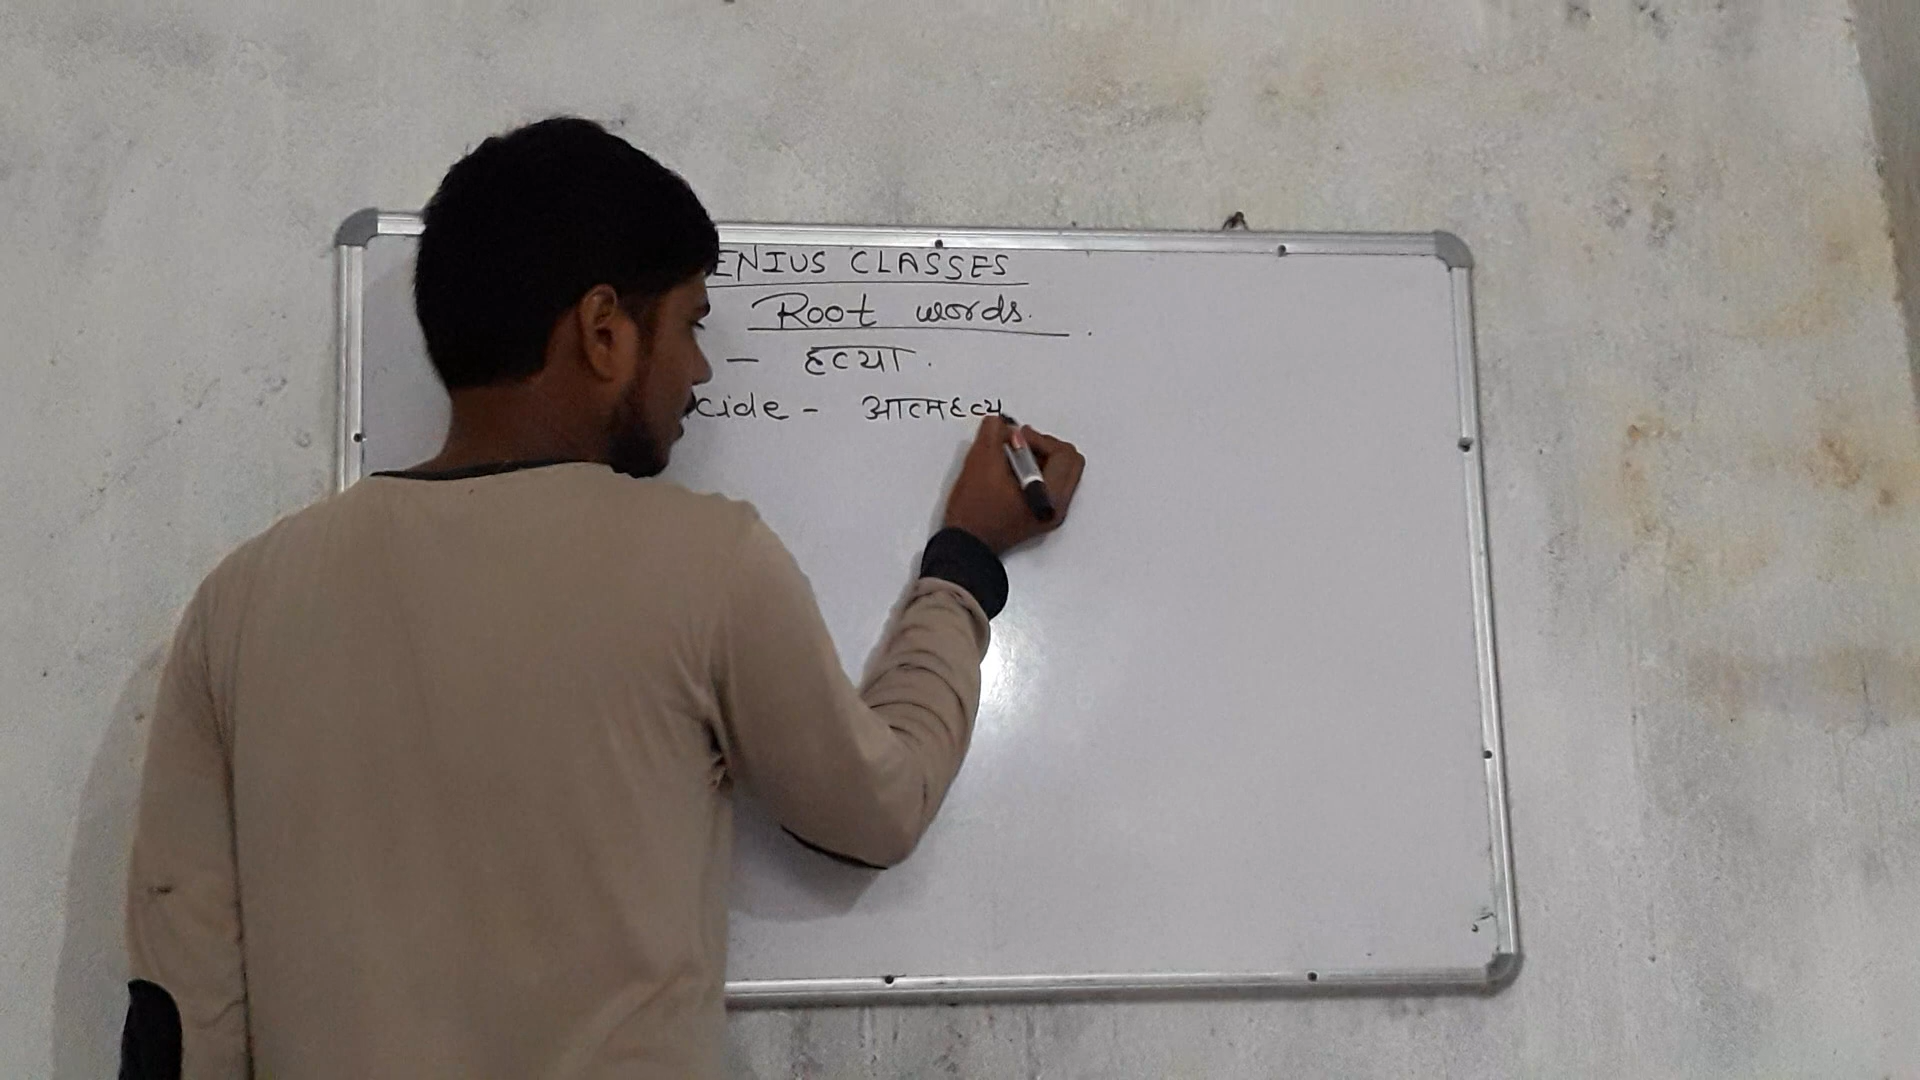 ENIUS CLASSES
Root words.
- हत्या.
cide - आत्महत्य